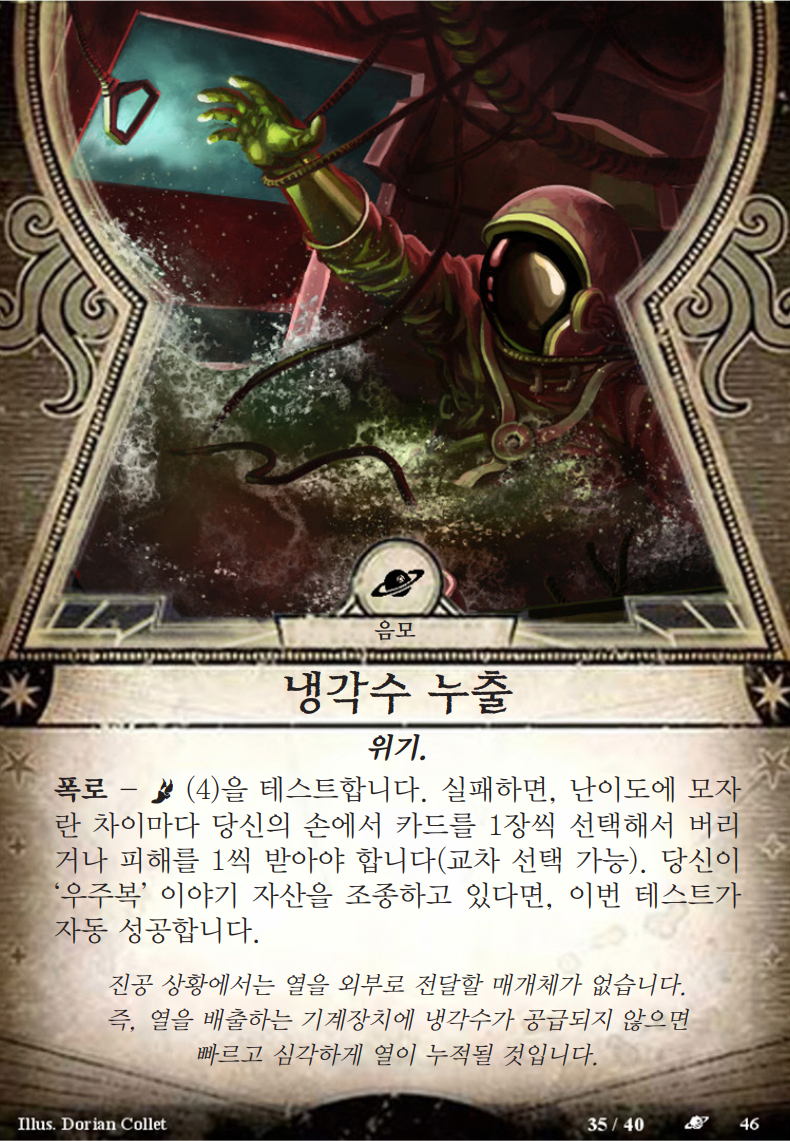 음모
냉각수 누출
위기.
폭로 – (4)을 테스트합니다. 실패하면, 난이도에 모자
란 차이마다 당신의 손에서 카드를 1장씩 선택해서 버리
거나 피해를 1씩 받아야 합니다(교차 선택 가능). 당신이
‘우주복’ 이야기 자산을 조종하고 있다면, 이번 테스트가
자동 성공합니다.
진공 상황에서는 열을 외부로 전달할 매개체가 없습니다.
즉, 열을 배출하는 기계장치에 냉각수가 공급되지 않으면
빠르고 심각하게 열이 누적될 것입니다.
Illus. Dorian Collet
35 / 40
46